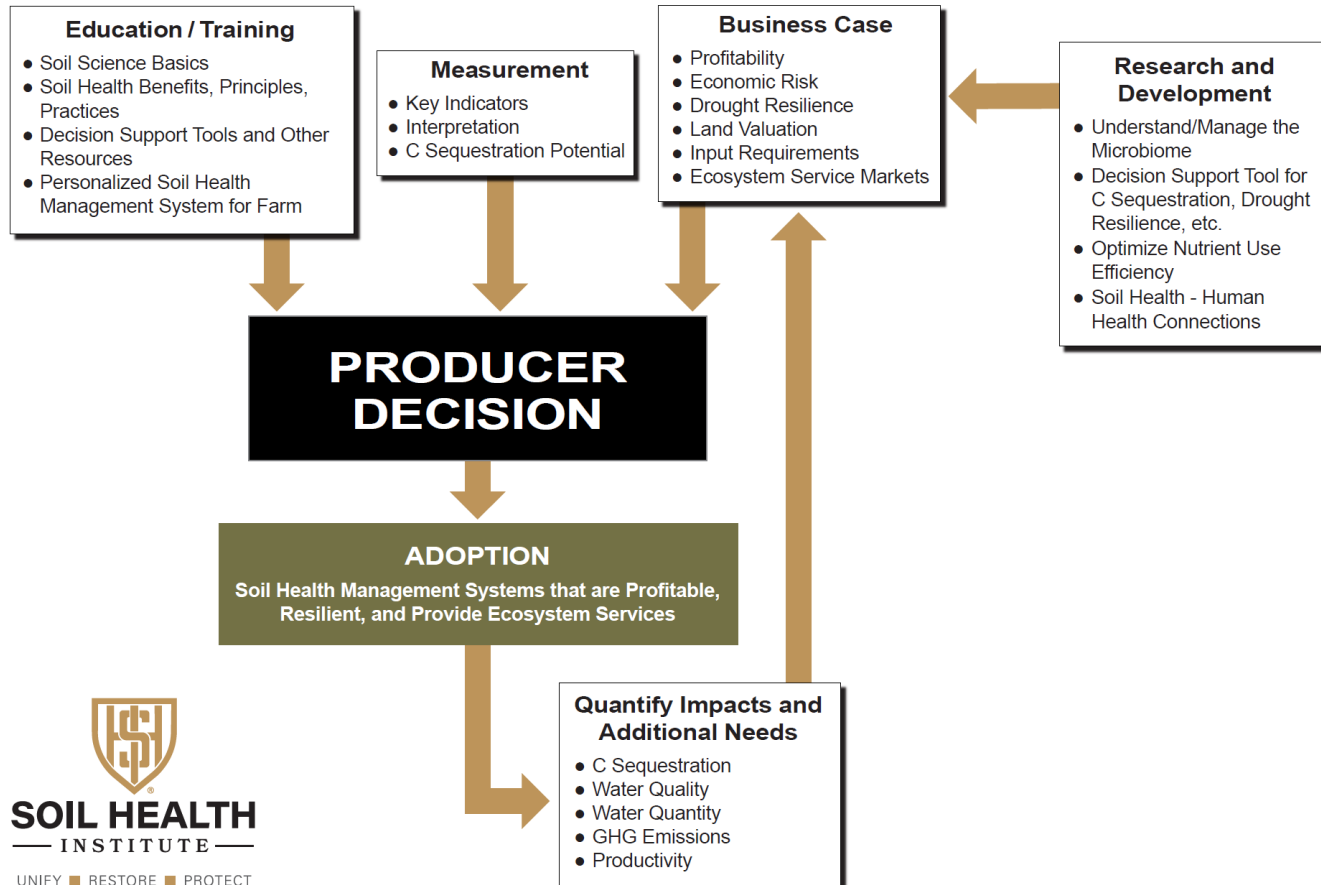 Education / Training
● Soil Science Basics
● Soil Health Benefits, Principles,
Practices
● Decision Support Tools and Other
Resources
● Personalized Soil Health
Management System for Farm
Measurement
● Key Indicators
● Interpretation
● C Sequestration Potential
Business Case
● Profitability
● Economic Risk
● Drought Resilience
● Land Valuation
● Input Requirements
● Ecosystem Service Markets
Research and
Development
● Understand/Manage the
Microbiome
● Decision Support Tool for
C Sequestration, Drought
Resilience, etc.
● Optimize Nutrient Use
Efficiency
● Soil Health - Human
Health Connections
PRODUCER
DECISION
ADOPTION
Soil Health Management Systems that are Profitable,
Resilient, and Provide Ecosystem Services
Quantify Impacts and
Additional Needs
● C Sequestration
● Water Quality
● Water Quantity
● GHG Emissions
● Productivity
SHI
®
SOIL HEALTH
INSTITUTE
UNIFY ■ RESTORE ■ PROTECT